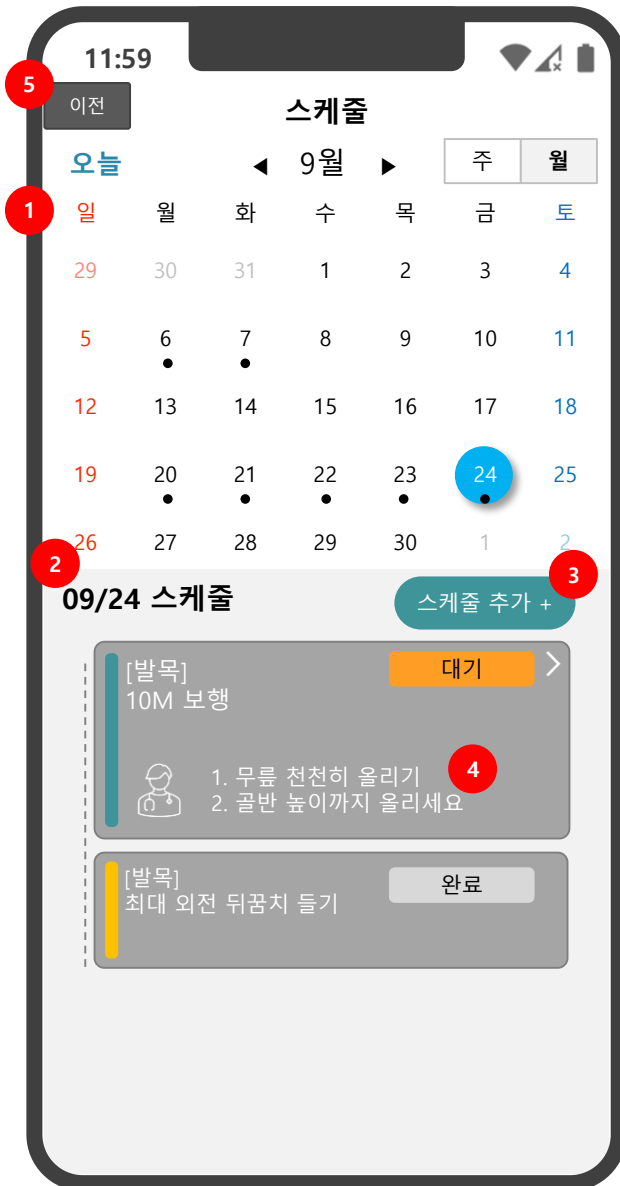 11:59
5
이전
스케줄
오늘 ◀ 9월 ▶ 주 월
1
일 월 화 수 목 금 토
29 30 31 1 2 3 4
5 6 7 8 9 10 11
12 13 14 15 16 17 18
19 20 21 22 23 24 25
26 27 28 29 30 1 2
2
3
09/24 스케줄
스케줄 추가 +
[발목]
대기
10M 보행
1. 무릎 천천히 올리기
4
2. 골반 높이까지 올리세요
[발목]
완료
최대 외전 뒤꿈치 들기